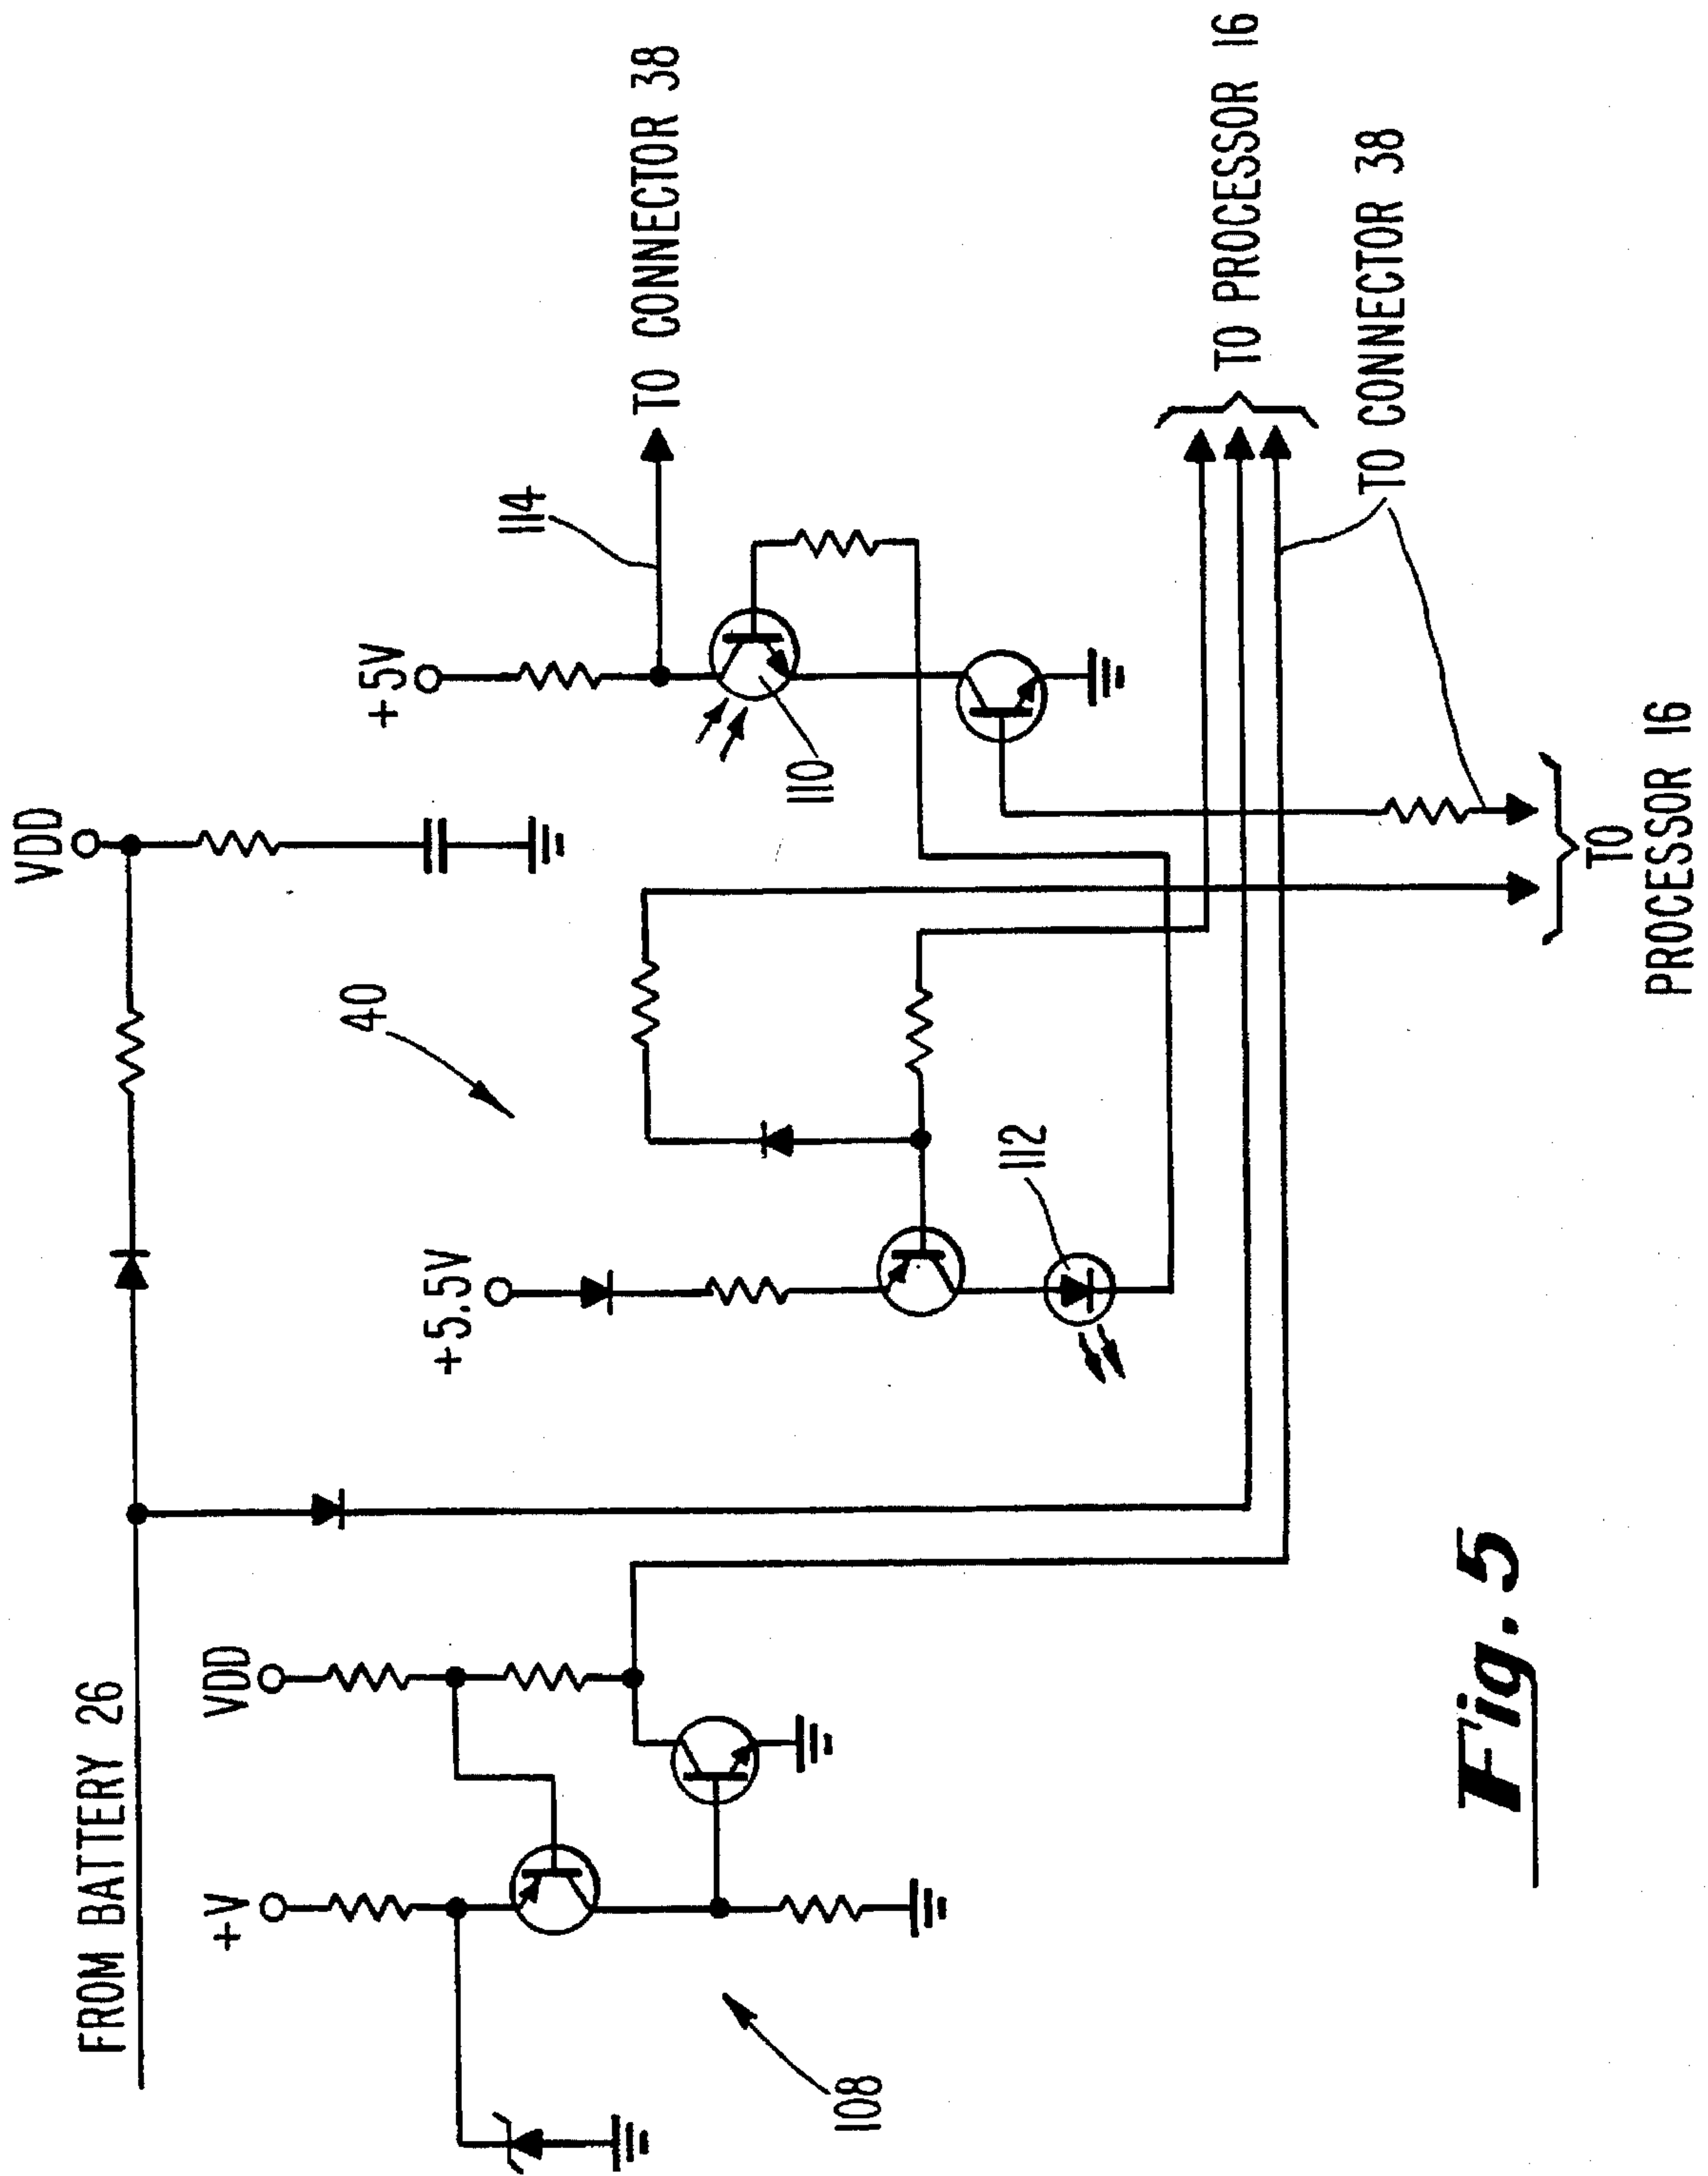 FROM BATTERY 26
VDD
+V
VDD
+5.5V
40
+5V
114
TO CONNECTOR 38
110
112
108
TO PROCESSOR 16
TO CONNECTOR 38
TO
PROCESSOR 16
Fig. 5